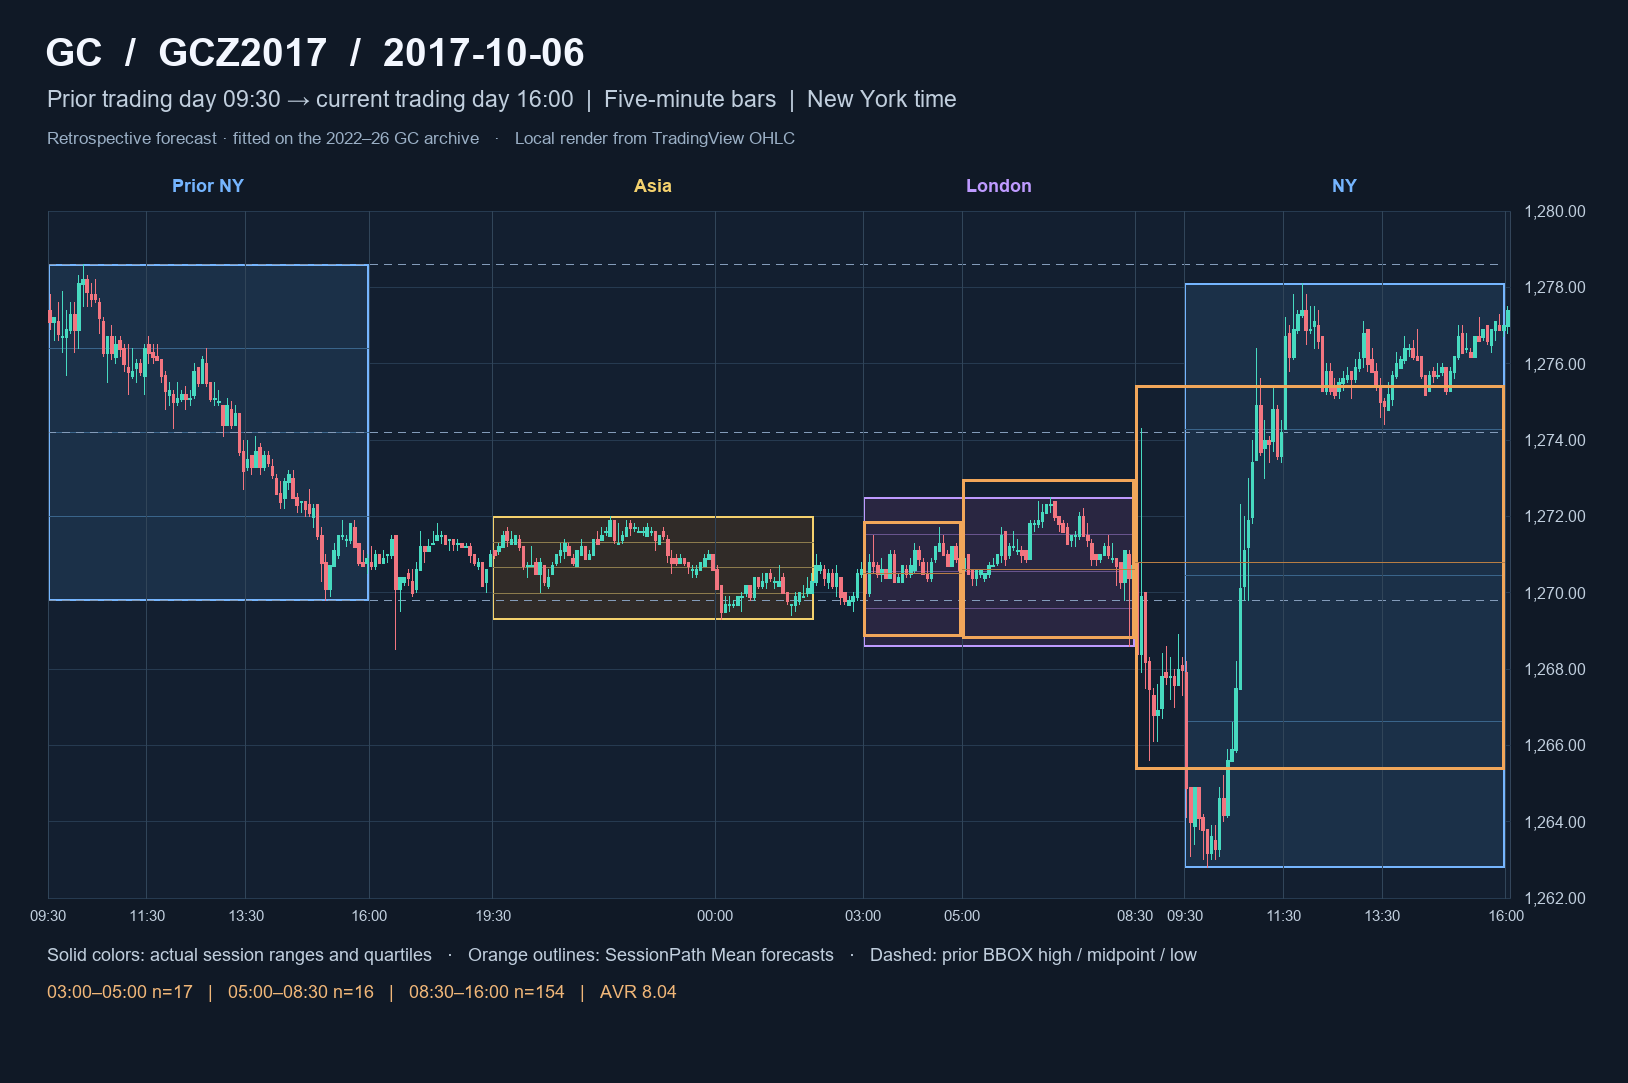 GC / GCZ2017 / 2017-10-06
Prior trading day 09:30 → current trading day 16:00 | Five-minute bars | New York time
Retrospective forecast · fitted on the 2022–26 GC archive · Local render from TradingView OHLC
Prior NY Asia London NY
1,280.00
1,278.00
1,276.00
1,274.00
1,272.00
1,270.00
1,268.00
1,266.00
1,264.00
1,262.00
09:30 11:30 13:30 16:00 19:30 00:00 03:00 05:00 08:30 09:30 11:30 13:30 16:00
Solid colors: actual session ranges and quartiles · Orange outlines: SessionPath Mean forecasts · Dashed: prior BBOX high / midpoint / low
03:00–05:00 n=17 | 05:00–08:30 n=16 | 08:30–16:00 n=154 | AVR 8.04